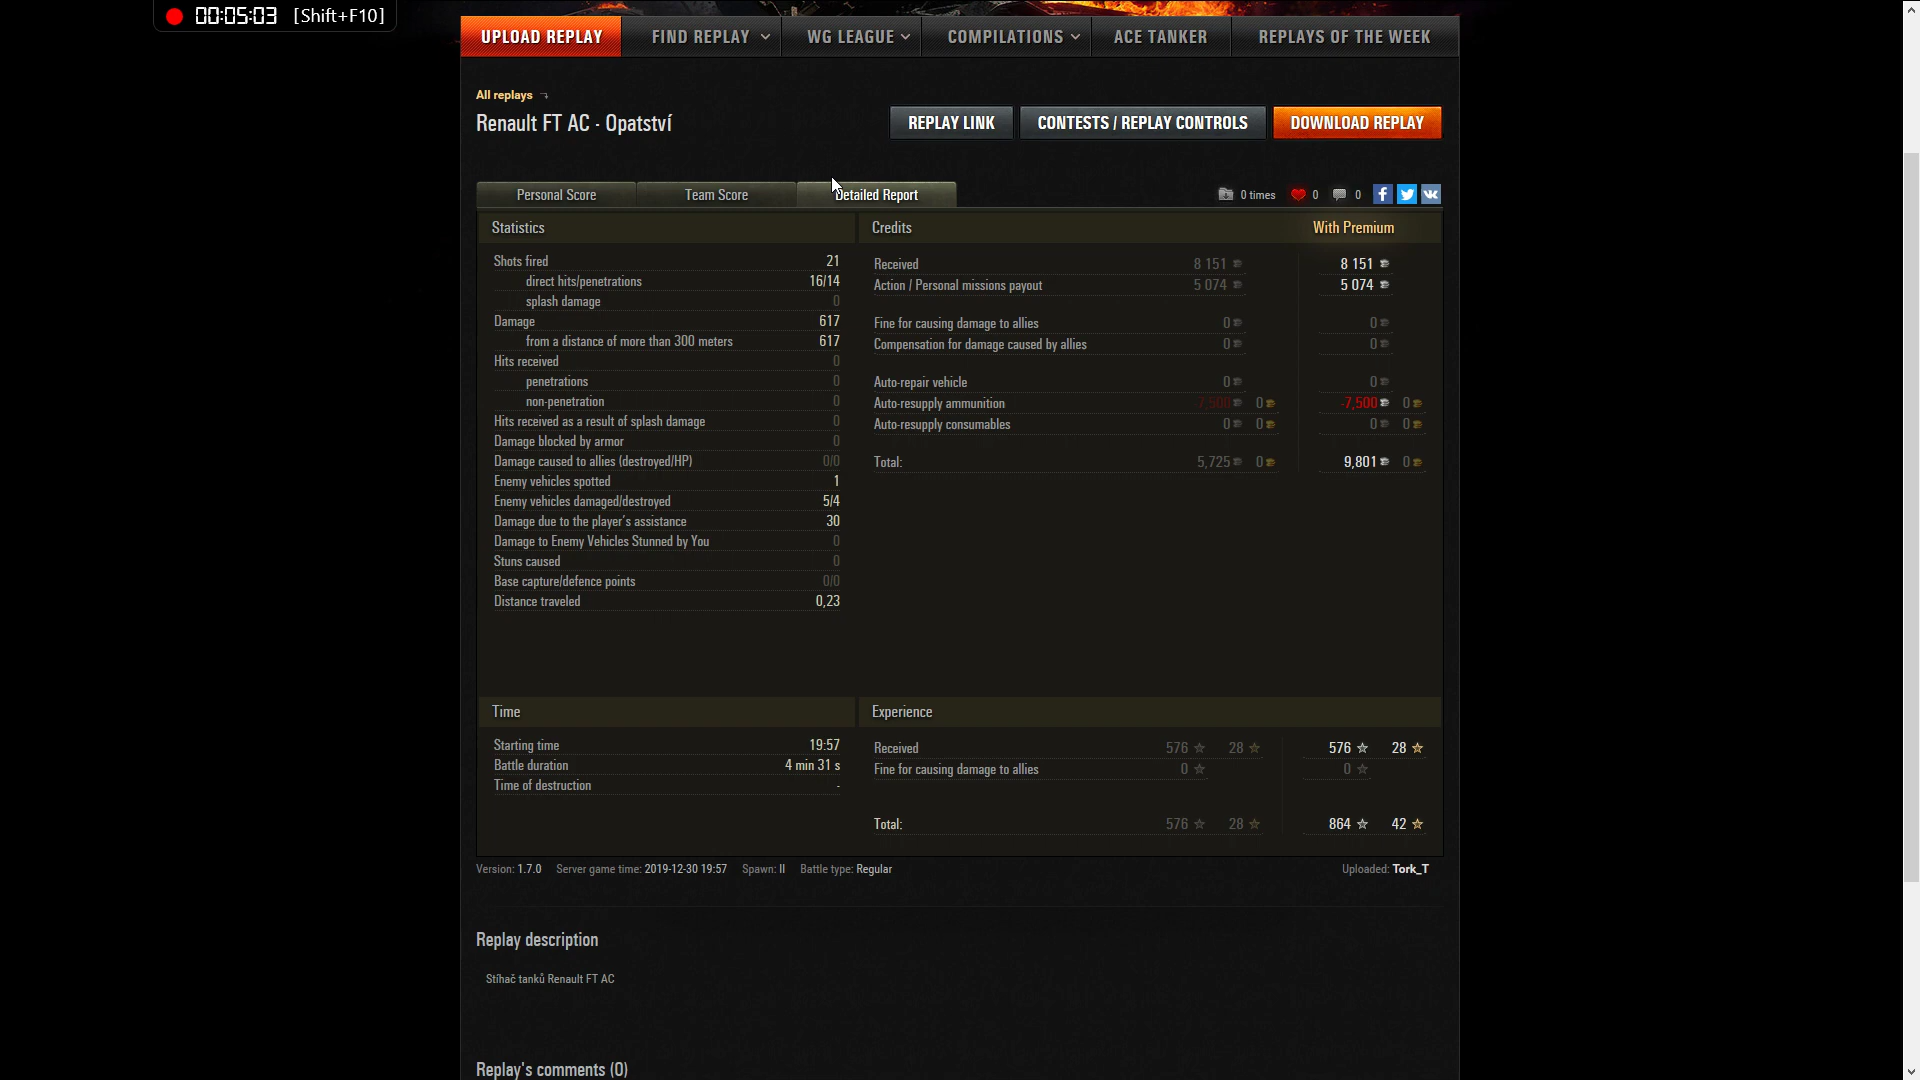 00:05:03 [Shift+F10]
UPLOAD REPLAY FIND REPLAY WG LEAGUE COMPILATIONS ACE TANKER REPLAYS OF THE WEEK
All replays
Renault FT AC - Opatství
REPLAY LINK CONTESTS / REPLAY CONTROLS DOWNLOAD REPLAY
Personal Score Team Score Detailed Report 0 times 0 0
Statistics Credits With Premium
Shots fired 21
direct hits/penetrations 16/14
splash damage 0
Damage 617
from a distance of more than 300 meters 617
Hits received 0
penetrations 0
non-penetration 0
Hits received as a result of splash damage 0
Damage blocked by armor 0
Damage caused to allies (destroyed/HP) 0/0
Enemy vehicles spotted 1
Enemy vehicles damaged/destroyed 5/4
Damage due to the player's assistance 30
Damage to Enemy Vehicles Stunned by You 0
Stuns caused 0
Base capture/defence points 0/0
Distance traveled 0,23
Received 8 151 8 151
Action / Personal missions payout 5 074 5 074
Fine for causing damage to allies 0 0
Compensation for damage caused by allies 0 0
Auto-repair vehicle 0 0
Auto-resupply ammunition -7,500 0 -7,500 0
Auto-resupply consumables 0 0 0 0
Total: 5,725 0 9,801 0
Time Experience
Starting time 19:57
Battle duration 4 min 31 s
Time of destruction -
Received 576 28 576 28
Fine for causing damage to allies 0 0
Total: 576 28 864 42
Version: 1.7.0 Server game time: 2019-12-30 19:57 Spawn: II Battle type: Regular Uploaded: Tork_T
Replay description
Stíhač tanků Renault FT AC
Replay's comments (0)